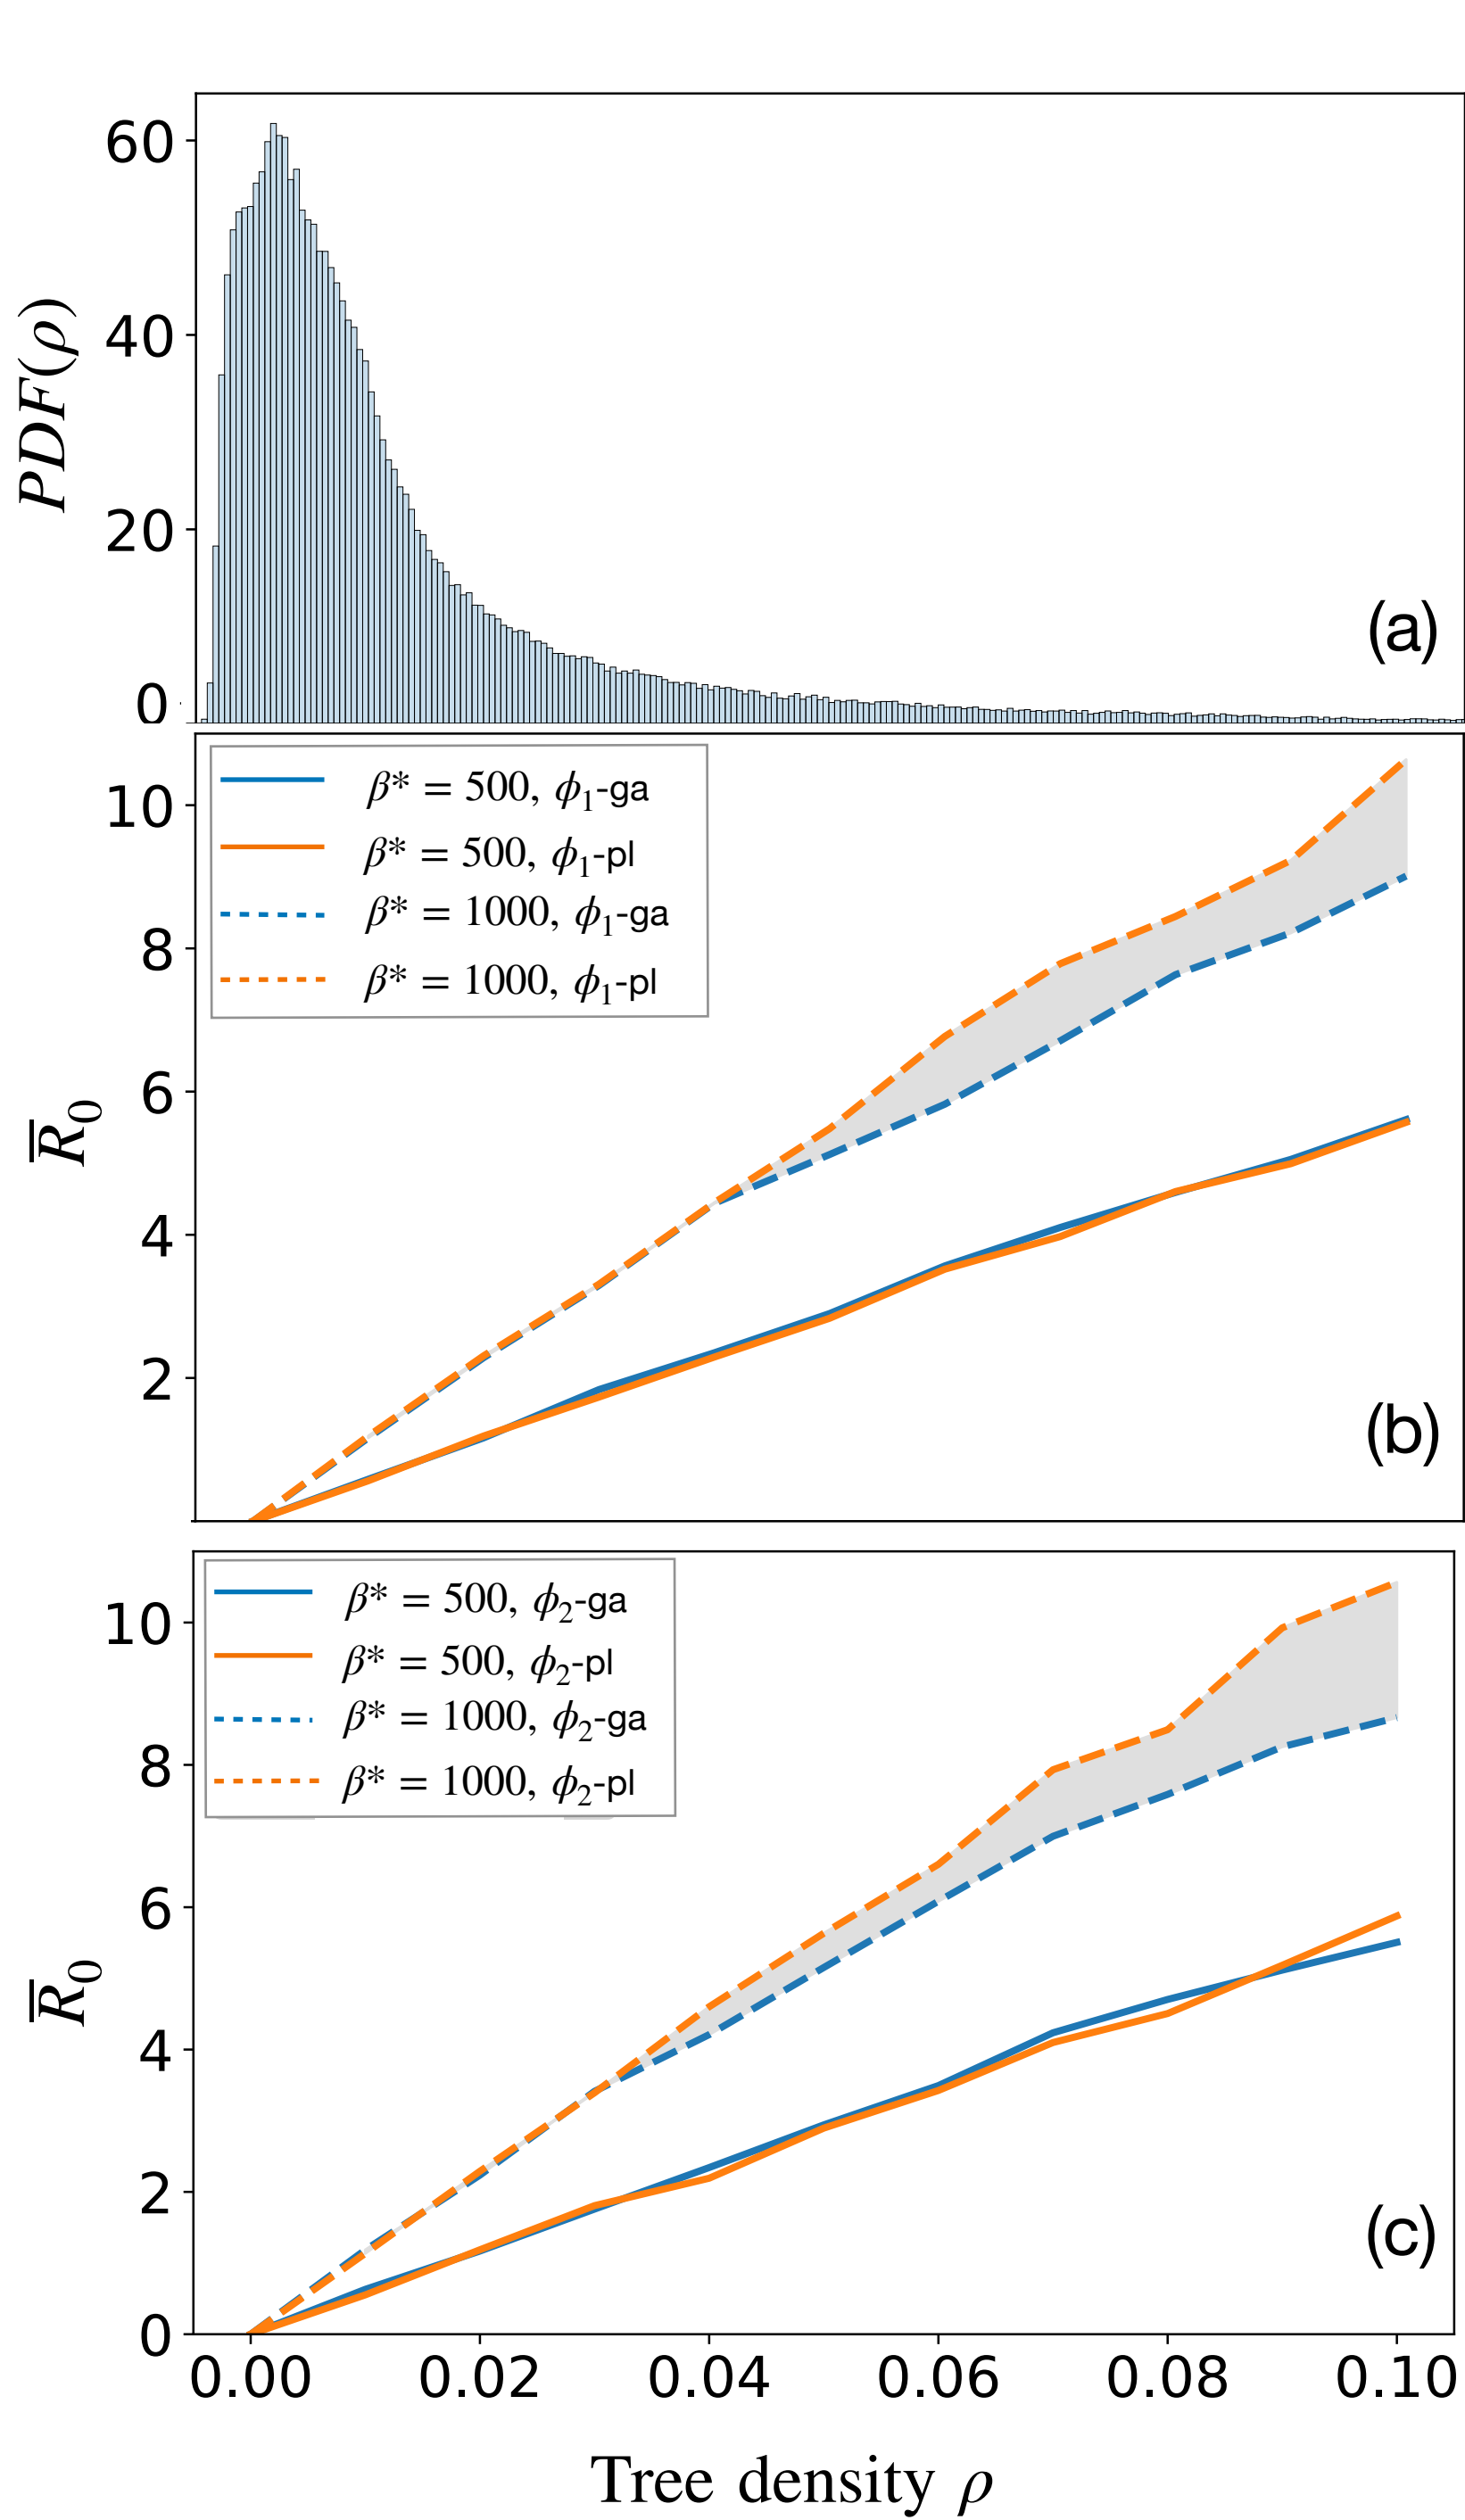 60
40
20
0
PDF(ρ)
(a)
β* = 500, ϕ1-ga
β* = 500, ϕ1-pl
β* = 1000, ϕ1-ga
β* = 1000, ϕ1-pl
10
8
6
4
2
R̅0
(b)
β* = 500, ϕ2-ga
β* = 500, ϕ2-pl
β* = 1000, ϕ2-ga
β* = 1000, ϕ2-pl
10
8
6
4
2
0
R̅0
(c)
0.00 0.02 0.04 0.06 0.08 0.10
Tree density ρ